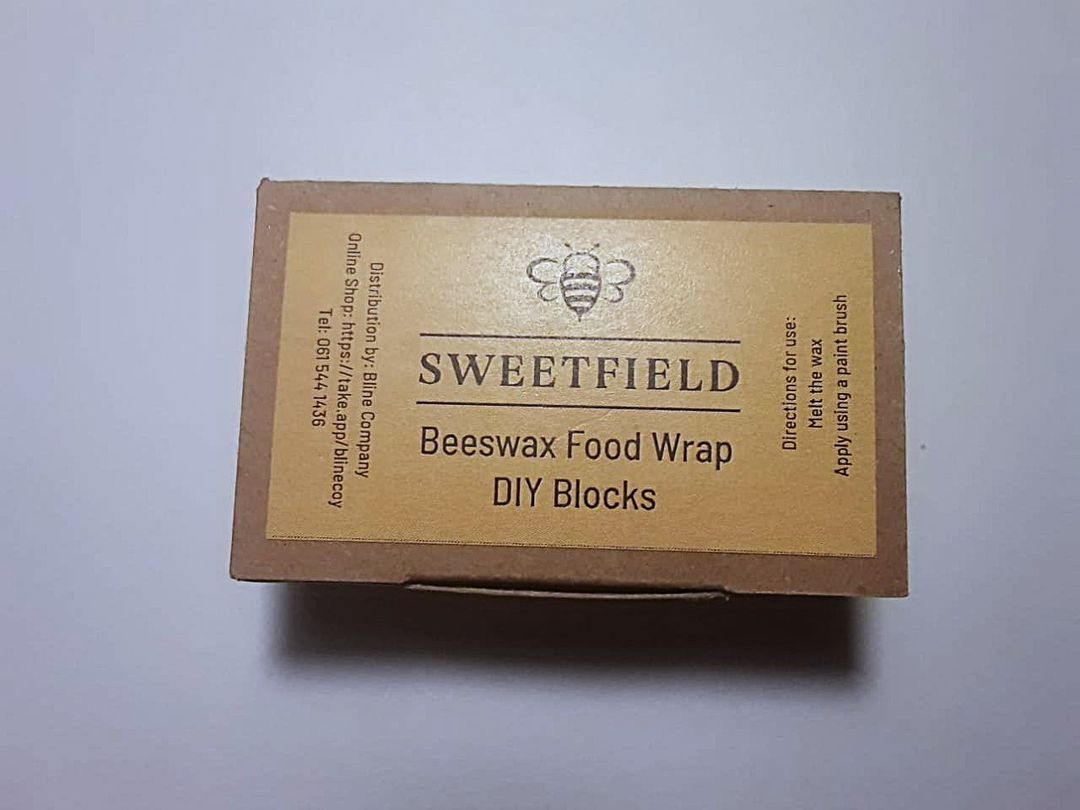 Distribution by: Bline Company
Online Shop: https://take.app/blinecoy
Tel: 061 544 1436
SWEETFIELD
Beeswax Food Wrap
DIY Blocks
Directions for use:
Melt the wax
Apply using a paint brush